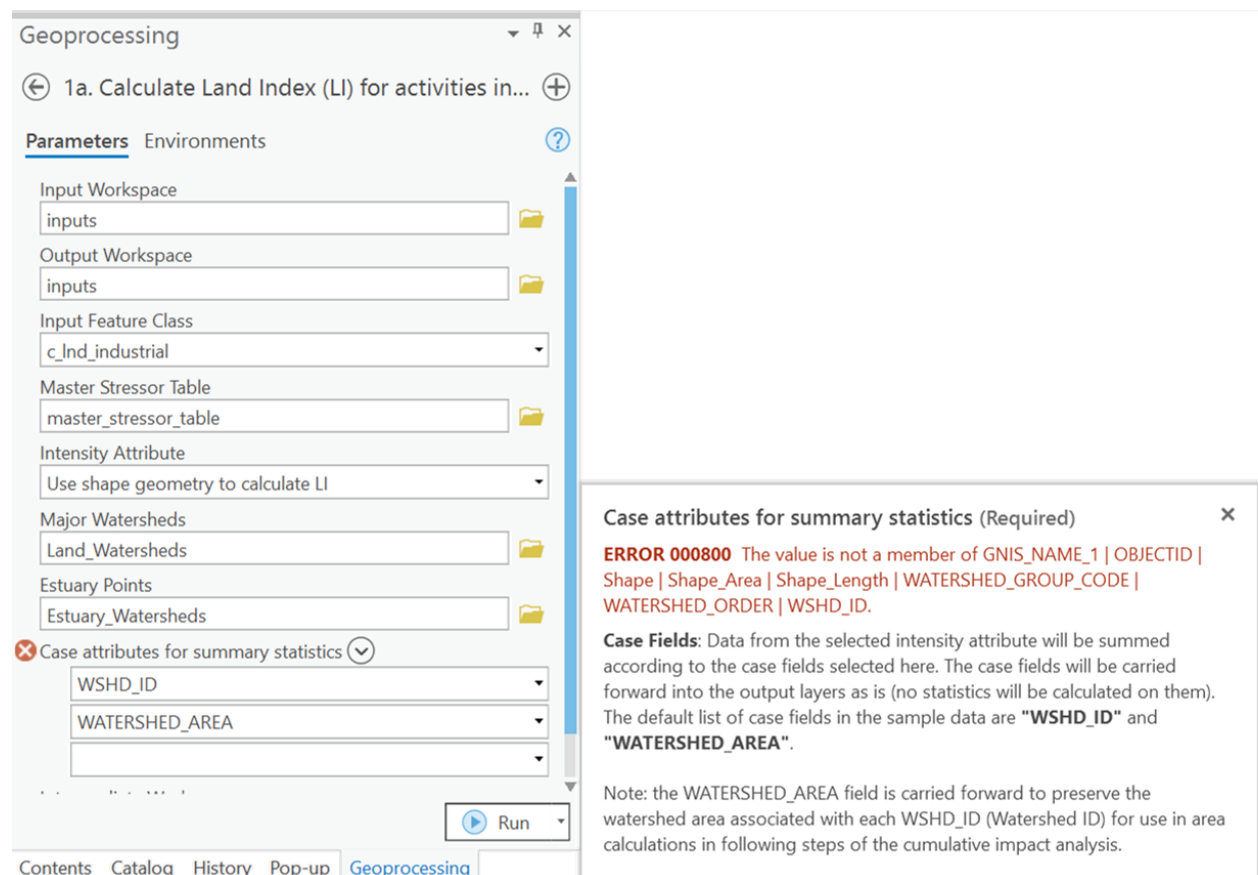 Geoprocessing
1a. Calculate Land Index (LI) for activities in...
Parameters Environments
Input Workspace
inputs
Output Workspace
inputs
Input Feature Class
c_lnd_industrial
Master Stressor Table
master_stressor_table
Intensity Attribute
Use shape geometry to calculate LI
Major Watersheds
Land_Watersheds
Estuary Points
Estuary_Watersheds
Case attributes for summary statistics
WSHD_ID
WATERSHED_AREA
Run
Contents Catalog History Pop-up Geoprocessing
Case attributes for summary statistics (Required)
ERROR 000800 The value is not a member of GNIS_NAME_1 | OBJECTID |
Shape | Shape_Area | Shape_Length | WATERSHED_GROUP_CODE |
WATERSHED_ORDER | WSHD_ID.
Case Fields: Data from the selected intensity attribute will be summed
according to the case fields selected here. The case fields will be carried
forward into the output layers as is (no statistics will be calculated on them).
The default list of case fields in the sample data are "WSHD_ID" and
"WATERSHED_AREA".
Note: the WATERSHED_AREA field is carried forward to preserve the
watershed area associated with each WSHD_ID (Watershed ID) for use in area
calculations in following steps of the cumulative impact analysis.